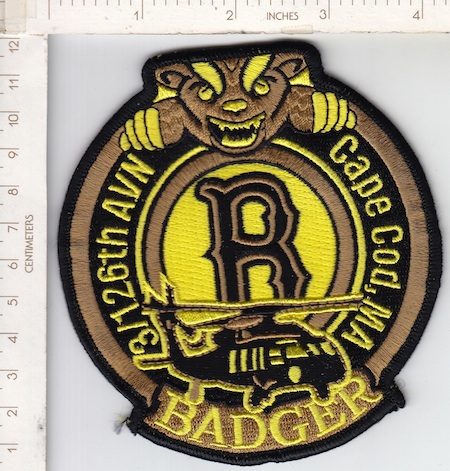 1 2 INCHES 3 4
12
11
10
9
8
7
6
5
4
3
2
1
CENTIMETERS
3/126th AVN
Cape Cod, MA
R
BADGER